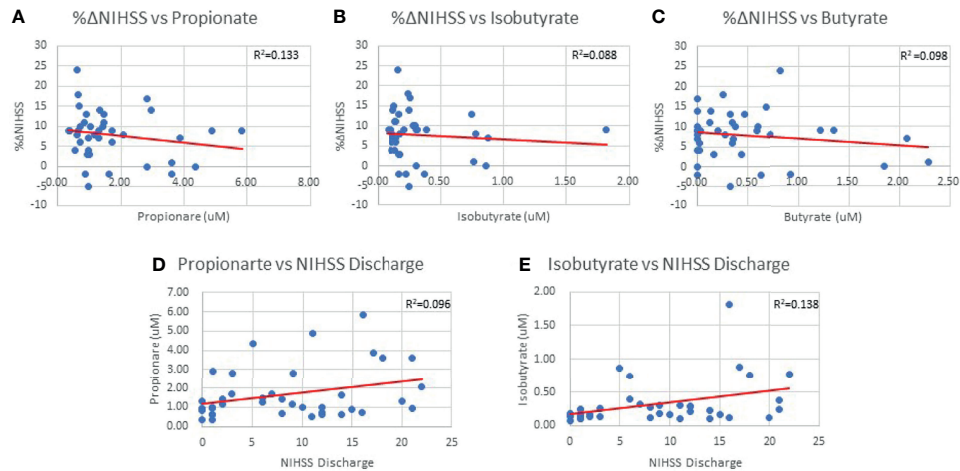 A
%ΔNIHSS vs Propionate
R²=0.133
%ΔNIHSS
30
25
20
15
10
5
0
-5
-10
0.00 2.00 4.00 6.00 8.00
Propionare (uM)
B
%ΔNIHSS vs Isobutyrate
R²=0.088
%ΔNIHSS
30
25
20
15
10
5
0
-5
-10
0.00 0.50 1.00 1.50 2.00
Isobutyrate (uM)
C
%ΔNIHSS vs Butyrate
R²=0.098
%ΔNIHSS
30
25
20
15
10
5
0
-5
-10
0.00 0.50 1.00 1.50 2.00 2.50
Butyrate (uM)
D
Propionarte vs NIHSS Discharge
R²=0.096
Propionare (uM)
7.00
6.00
5.00
4.00
3.00
2.00
1.00
0.00
0 5 10 15 20 25
NIHSS Discharge
E
Isobutyrate vs NIHSS Discharge
R²=0.138
Isobutyrate (uM)
2.00
1.50
1.00
0.50
0.00
0 5 10 15 20 25
NIHSS Discharge